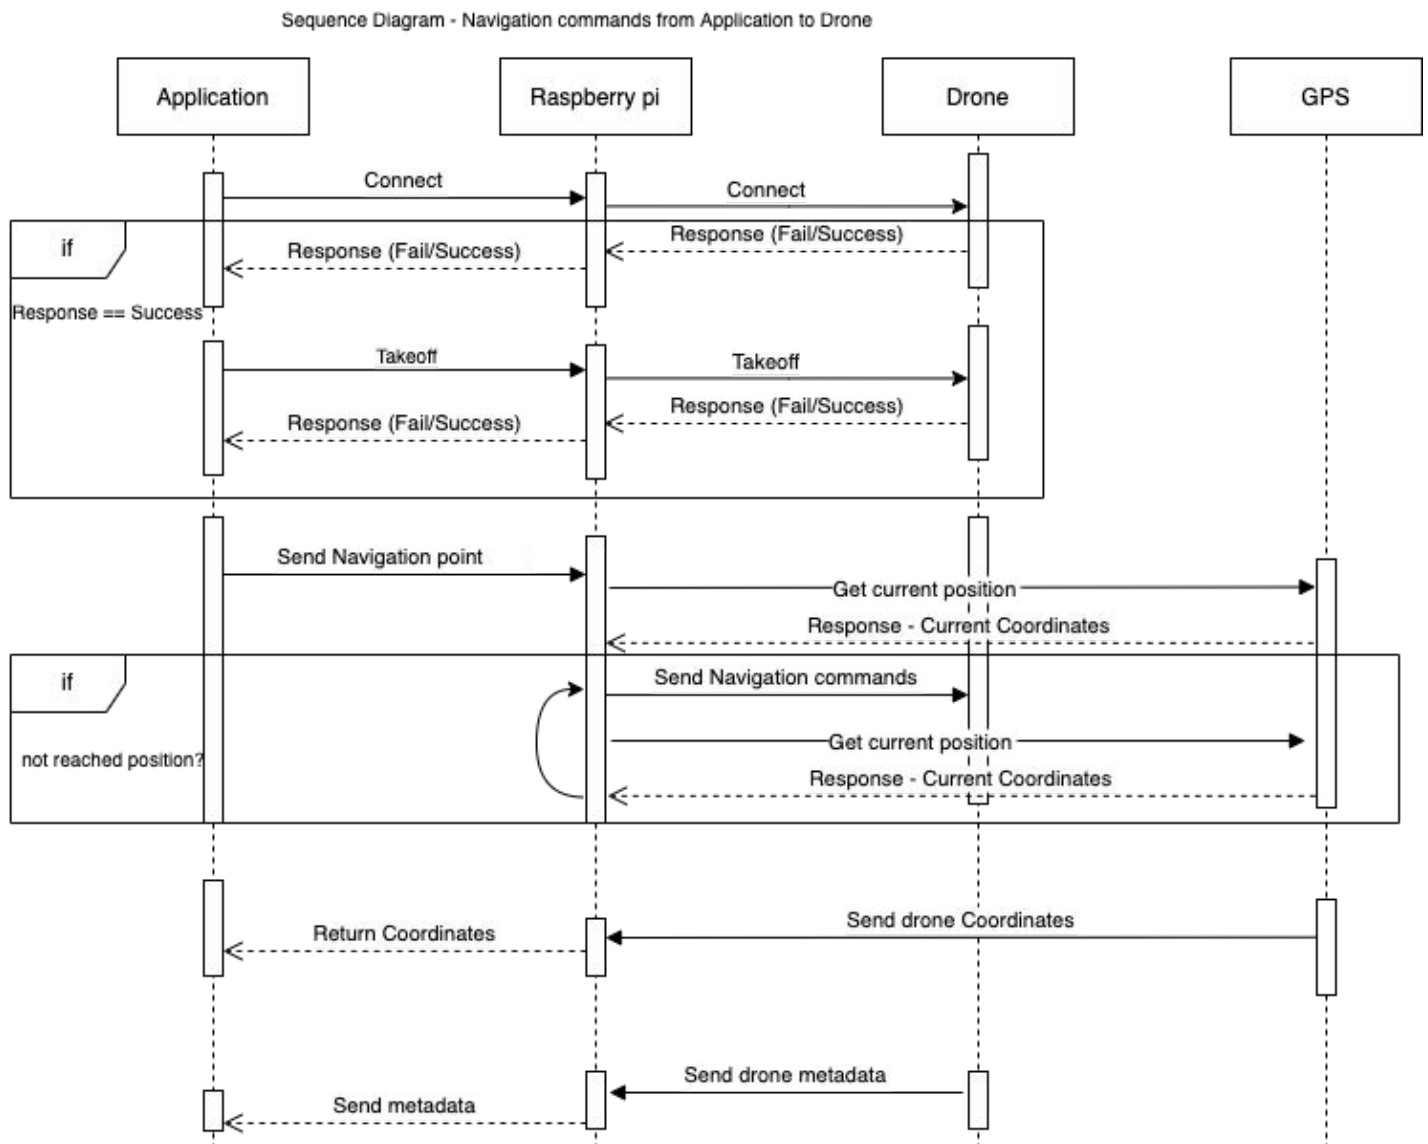 Sequence Diagram - Navigation commands from Application to Drone
Application
Raspberry pi
Drone
GPS
Connect
Connect
if
Response (Fail/Success)
Response (Fail/Success)
Response == Success
Takeoff
Takeoff
Response (Fail/Success)
Response (Fail/Success)
Send Navigation point
Get current position
Response - Current Coordinates
if
Send Navigation commands
Get current position
not reached position?
Response - Current Coordinates
Send drone Coordinates
Return Coordinates
Send drone metadata
Send metadata